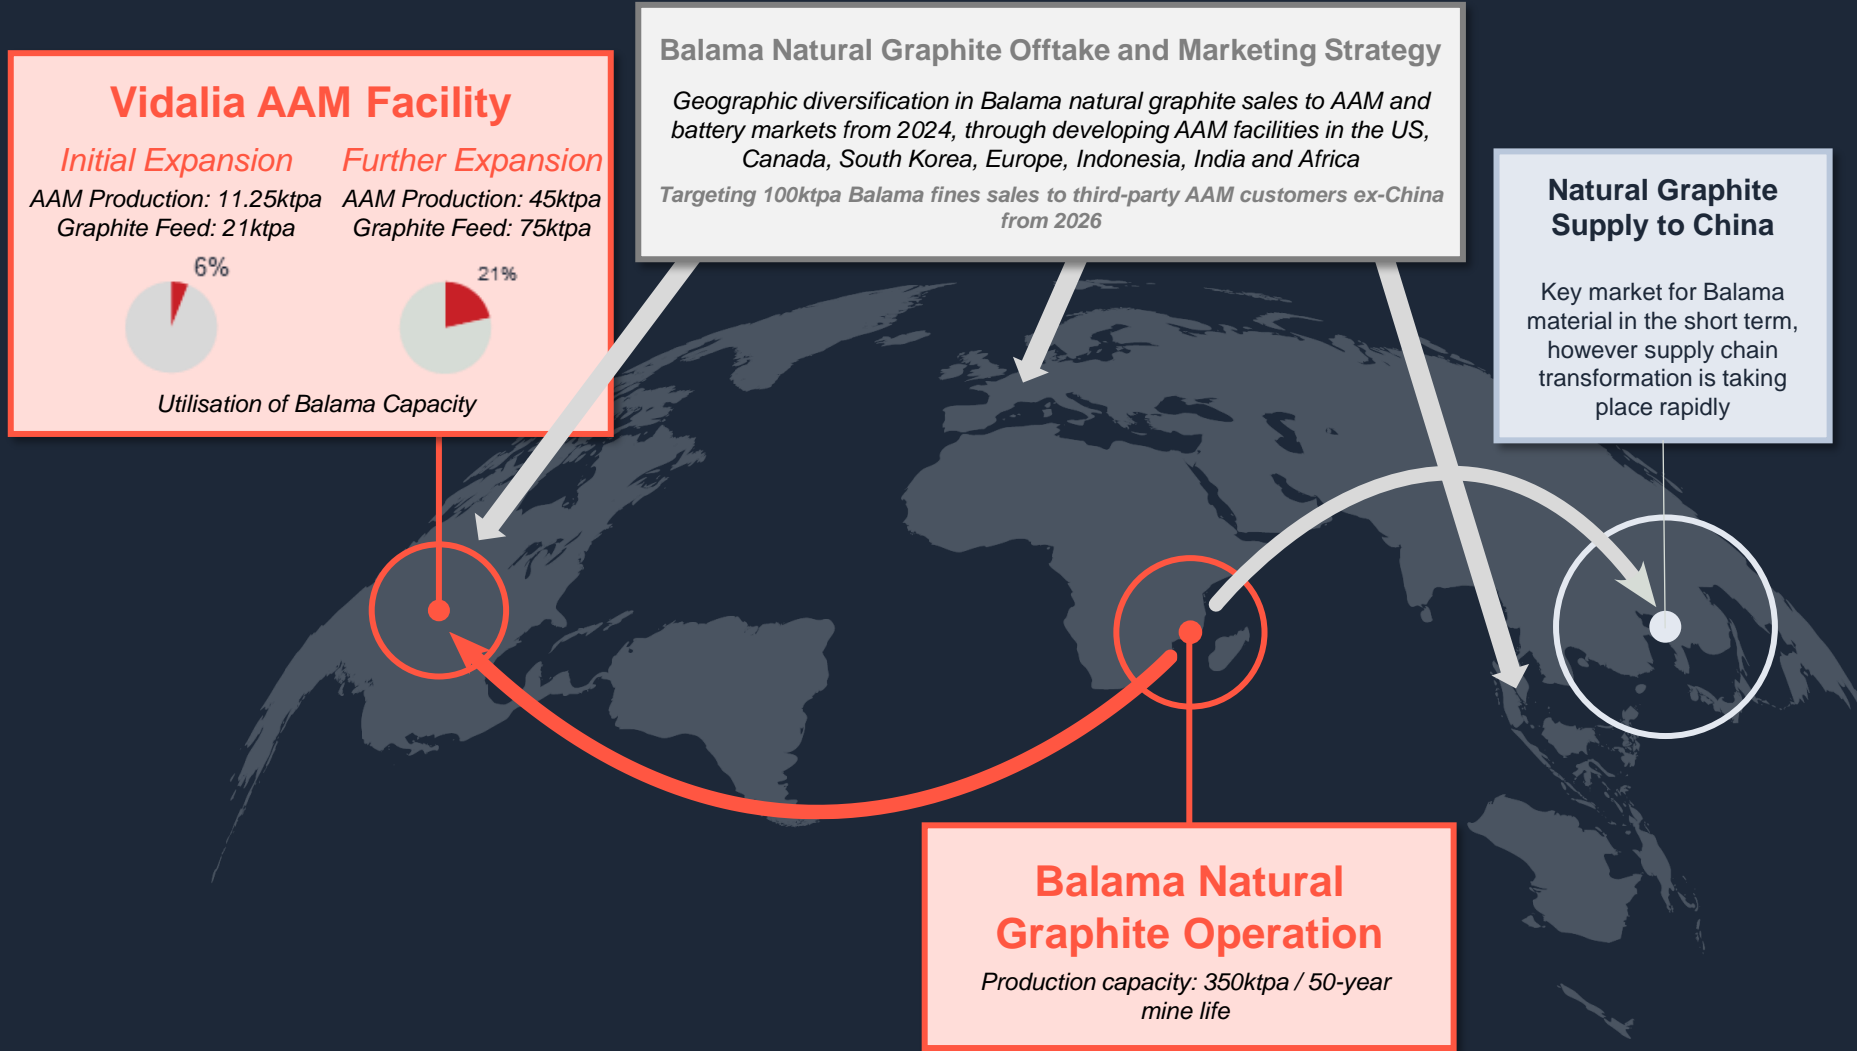 Balama Natural Graphite Offtake and Marketing Strategy
Geographic diversification in Balama natural graphite sales to AAM and
battery markets from 2024, through developing AAM facilities in the US,
Canada, South Korea, Europe, Indonesia, India and Africa
Targeting 100ktpa Balama fines sales to third-party AAM customers ex-China
from 2026
Vidalia AAM Facility
Initial Expansion
AAM Production: 11.25ktpa
Graphite Feed: 21ktpa
6%
Further Expansion
AAM Production: 45ktpa
Graphite Feed: 75ktpa
21%
Utilisation of Balama Capacity
Natural Graphite
Supply to China
Key market for Balama
material in the short term,
however supply chain
transformation is taking
place rapidly
Balama Natural
Graphite Operation
Production capacity: 350ktpa / 50-year
mine life